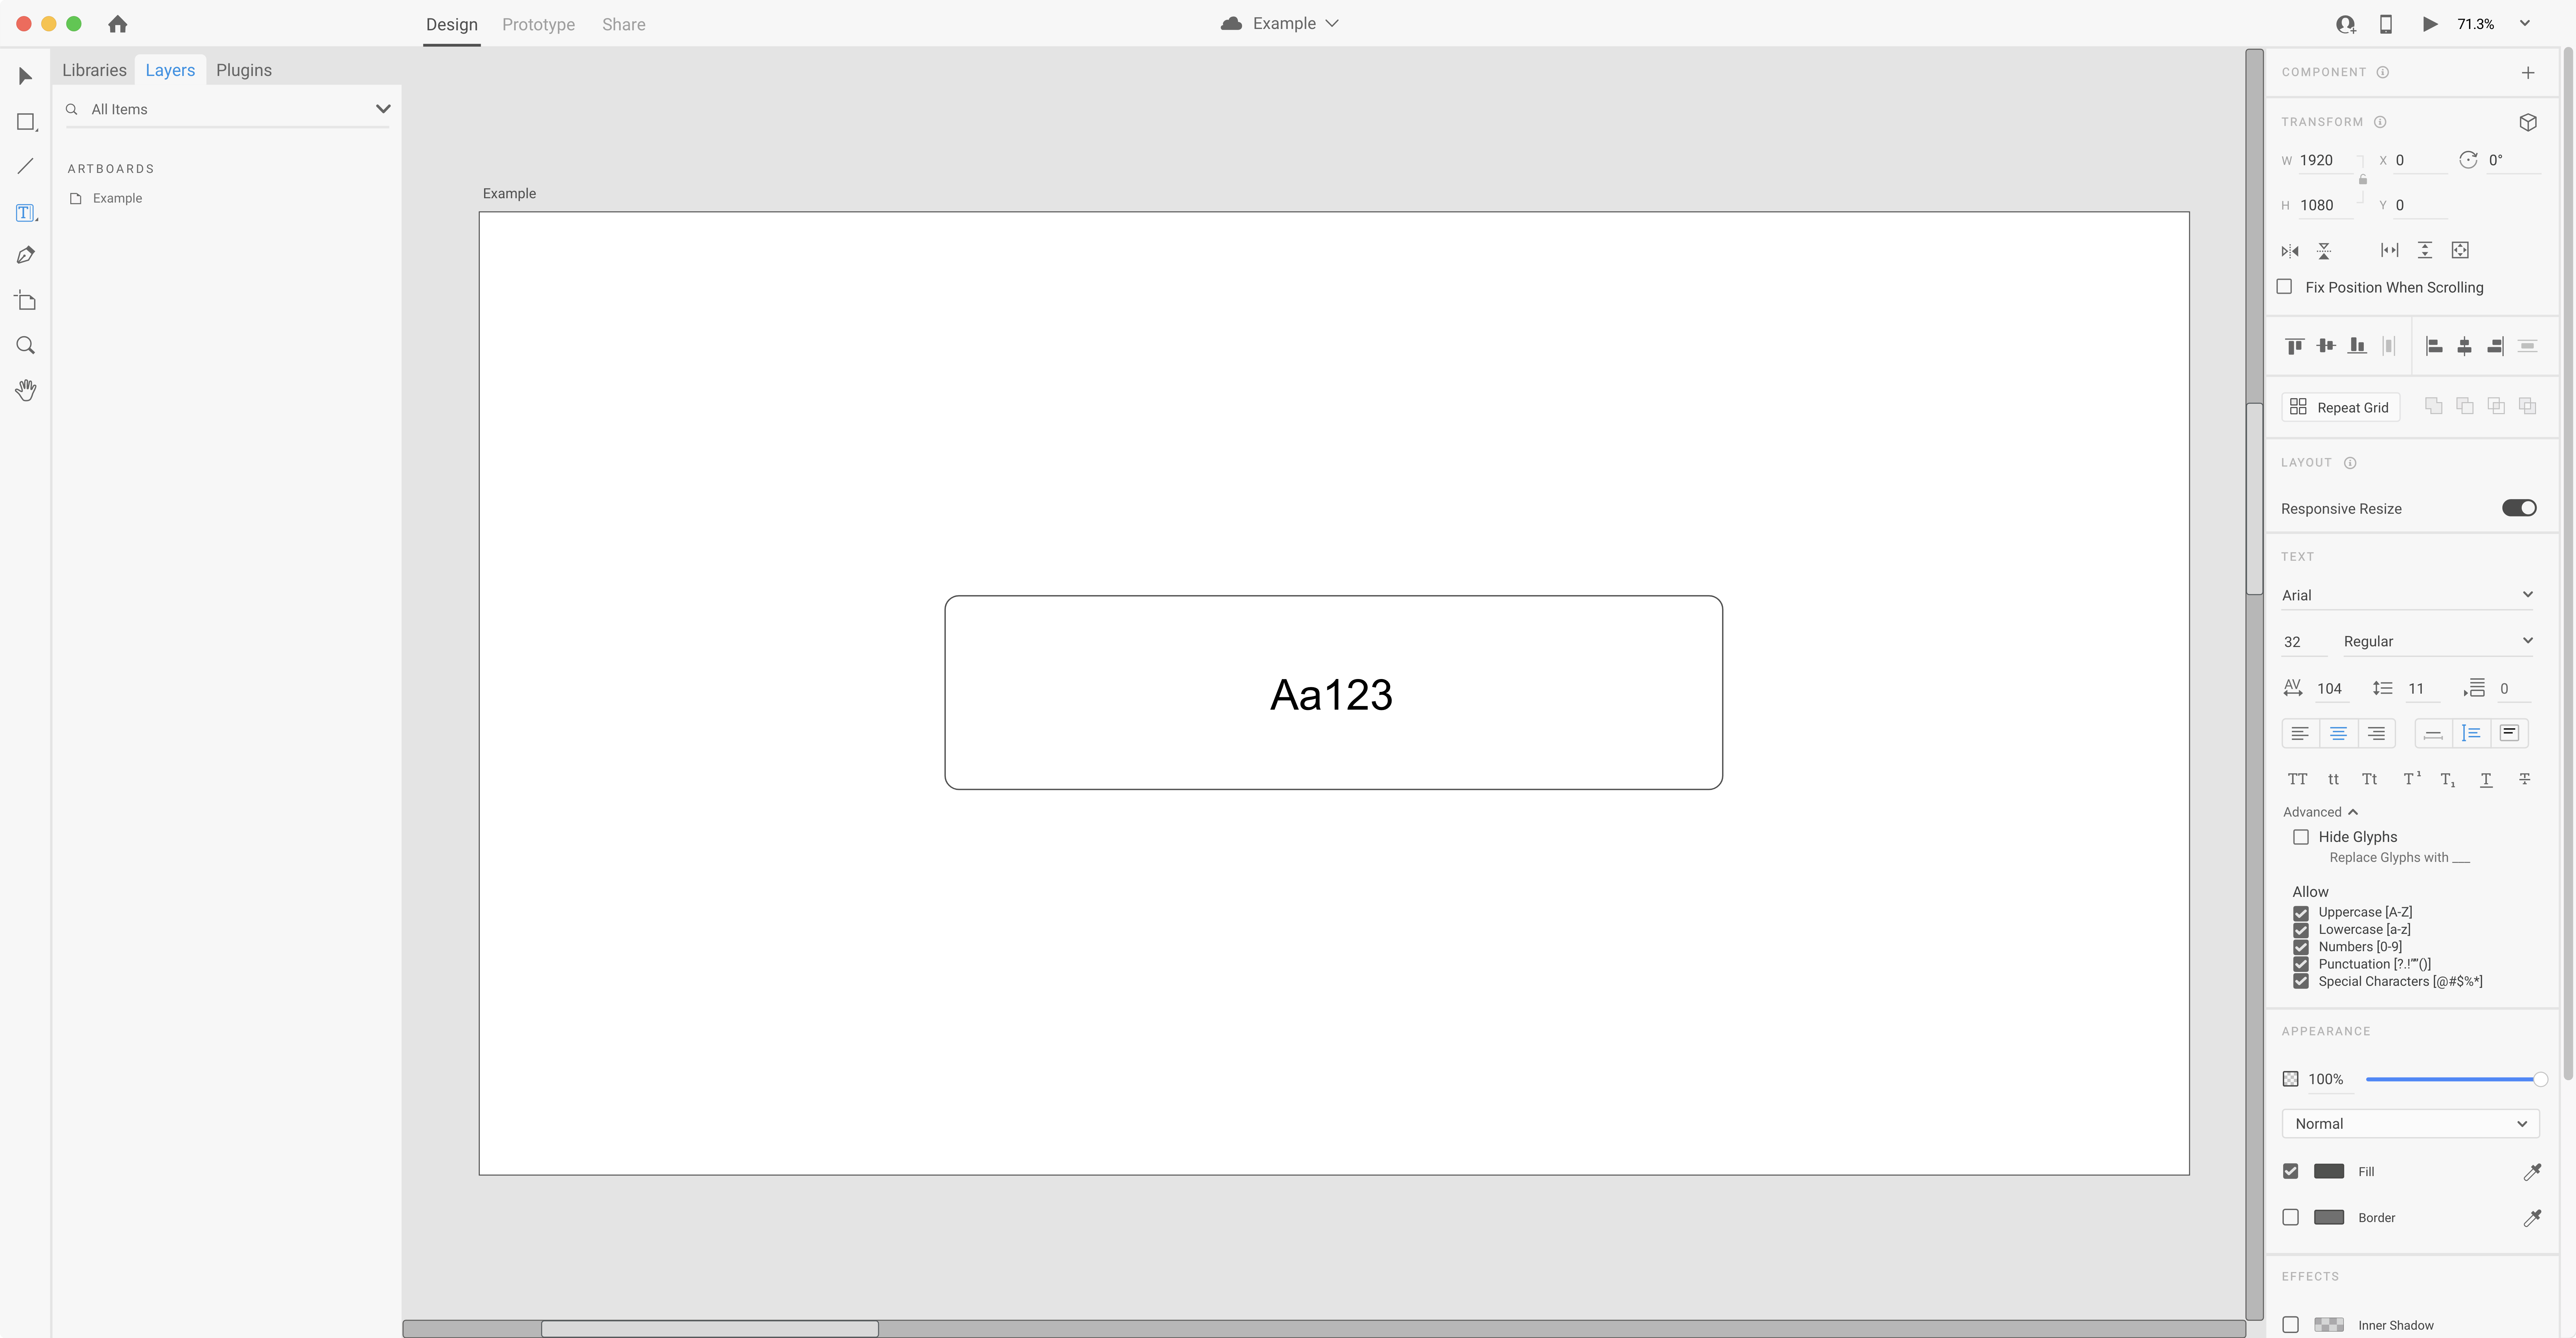 Design Prototype Share
Example
71.3%
Libraries Layers Plugins
All Items
ARTBOARDS
Example
Example
Aa123
COMPONENT
TRANSFORM
W 1920 X 0 0°
H 1080 Y 0
Fix Position When Scrolling
Repeat Grid
LAYOUT
Responsive Resize
TEXT
Arial
32 Regular
AV 104 11 0
TT tt Tt T¹ T₁ T T
Advanced
Hide Glyphs
Replace Glyphs with ___
Allow
Uppercase [A-Z]
Lowercase [a-z]
Numbers [0-9]
Punctuation [?.!""()]
Special Characters [@#$%*]
APPEARANCE
100%
Normal
Fill
Border
EFFECTS
Inner Shadow